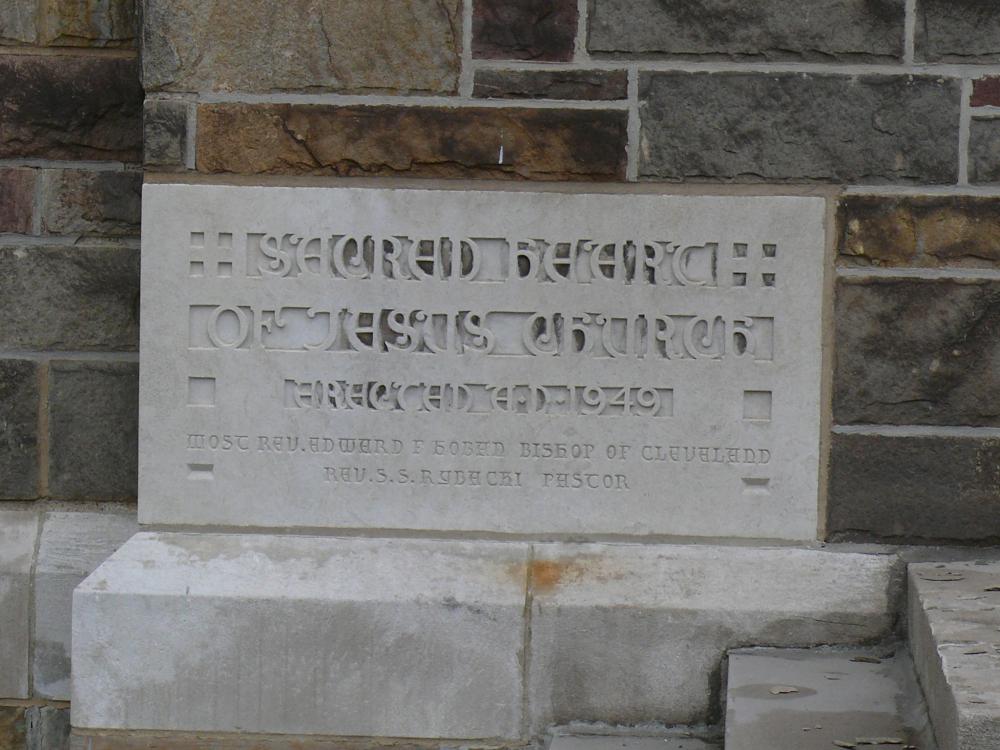 SACRED HEART
OF JESUS CHURCH
ERECTED A·D·1949
MOST REV. EDWARD F HOBAN BISHOP OF CLEVELAND
REV. S. S. RYBACKI PASTOR